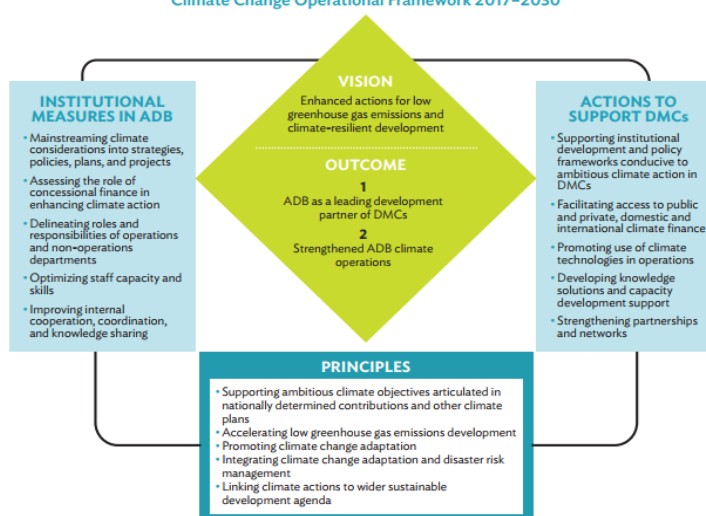 Climate Change Operational Framework 2017–2030
VISION
Enhanced actions for low
greenhouse gas emissions and
climate-resilient development
OUTCOME
1
ADB as a leading development
partner of DMCs
2
Strengthened ADB climate
operations
INSTITUTIONAL
MEASURES IN ADB
• Mainstreaming climate
considerations into strategies,
policies, plans, and projects
• Assessing the role of
concessional finance in
enhancing climate action
• Delineating roles and
responsibilities of operations
and non-operations
departments
• Optimizing staff capacity and
skills
• Improving internal
cooperation, coordination,
and knowledge sharing
ACTIONS TO
SUPPORT DMCs
• Supporting institutional
development and policy
frameworks conducive to
ambitious climate action in
DMCs
• Facilitating access to public
and private, domestic and
international climate finance
• Promoting use of climate
technologies in operations
• Developing knowledge
solutions and capacity
development support
• Strengthening partnerships
and networks
PRINCIPLES
• Supporting ambitious climate objectives articulated in
nationally determined contributions and other climate
plans
• Accelerating low greenhouse gas emissions development
• Promoting climate change adaptation
• Integrating climate change adaptation and disaster risk
management
• Linking climate actions to wider sustainable
development agenda